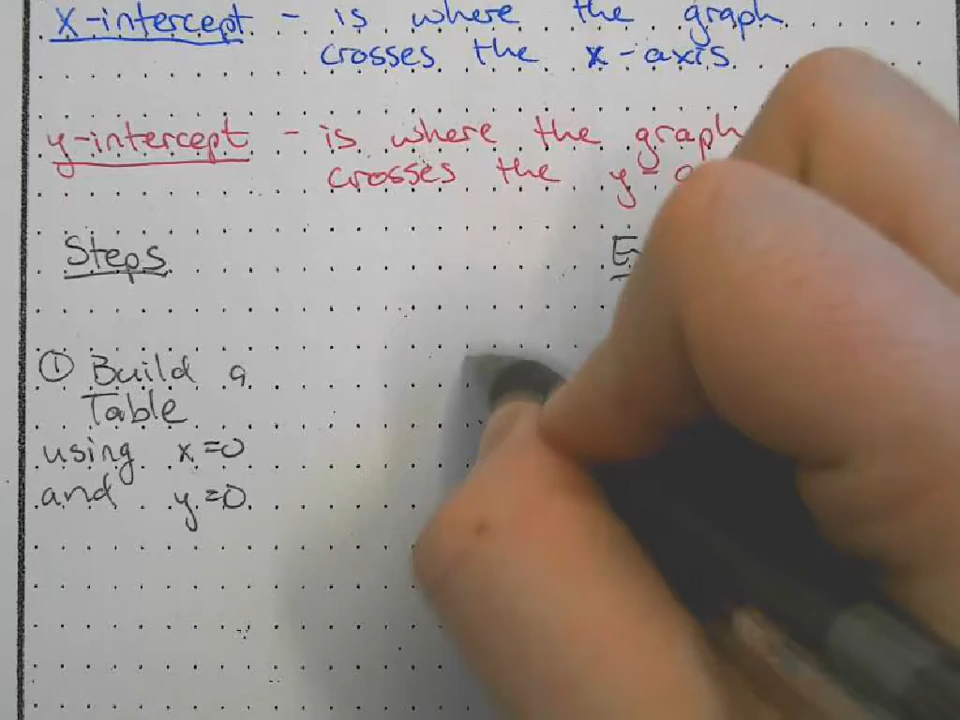 x-intercept - is where the graph
crosses the x-axis
y-intercept - is where the graph
crosses the y-
Steps
① Build a
Table
using x=0
and y=0